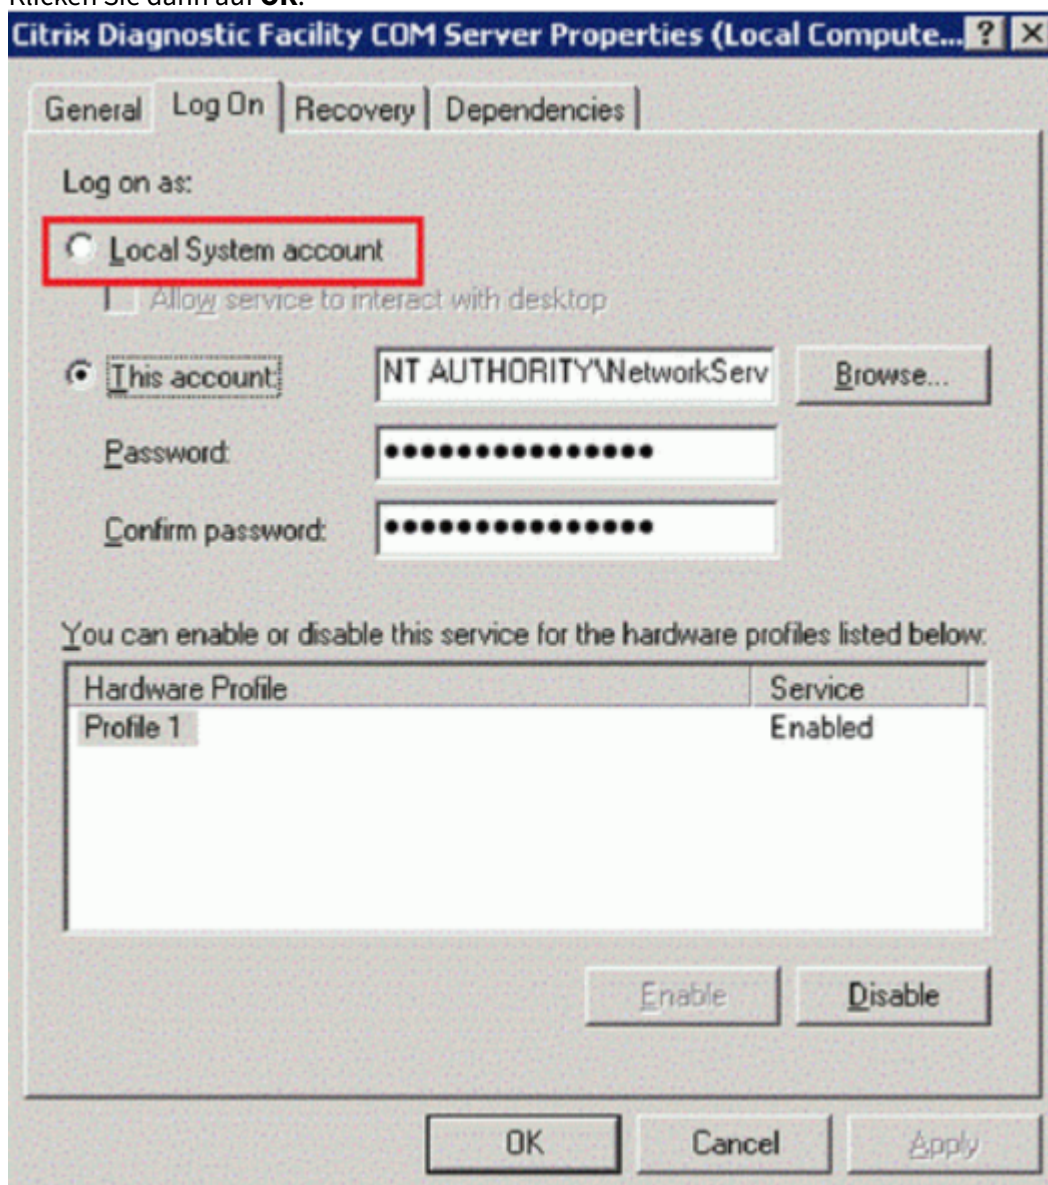 Klicken Sie dann auf OK.
Citrix Diagnostic Facility COM Server Properties (Local Compute...
General Log On Recovery Dependencies
Log on as:
Local System account
Allow service to interact with desktop
This account: NT AUTHORITY\NetworkServ Browse...
Password:
Confirm password:
You can enable or disable this service for the hardware profiles listed below:
Hardware Profile Service
Profile 1 Enabled
Enable Disable
OK Cancel Apply